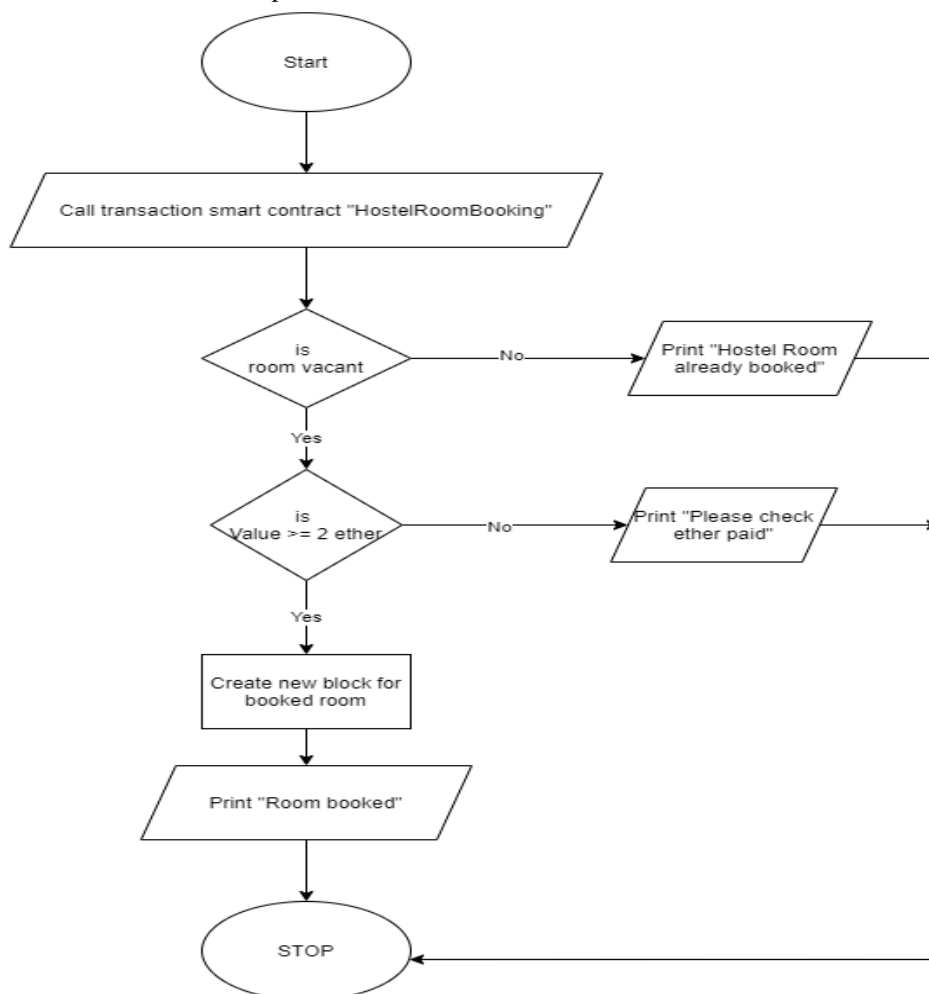 Start
Call transaction smart contract "HostelRoomBooking"
is
room vacant
No
Print "Hostel Room
already booked"
Yes
is
Value >= 2 ether
No
Print "Please check
ether paid"
Yes
Create new block for
booked room
Print "Room booked"
STOP